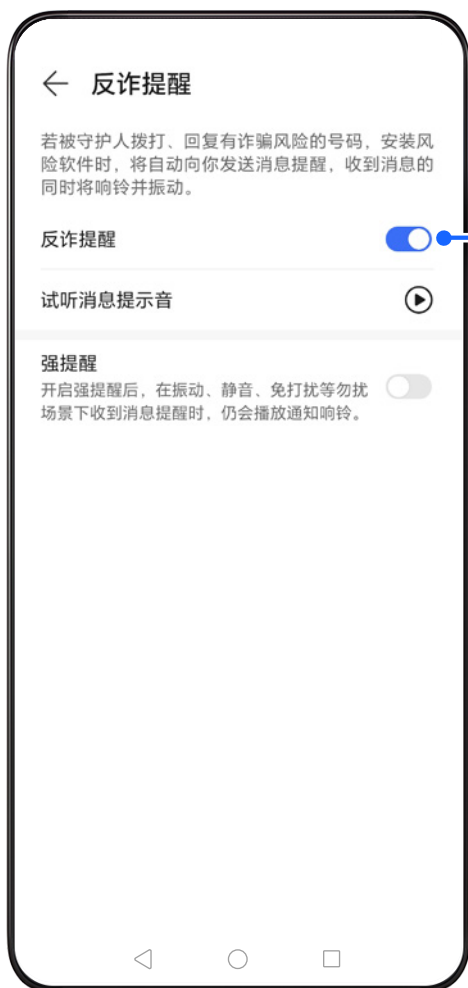 反诈提醒
若被守护人拨打、回复有诈骗风险的号码，安装风
险软件时，将自动向你发送消息提醒，收到消息的
同时将响铃并振动。
反诈提醒
试听消息提示音
强提醒
开启强提醒后，在振动、静音、免打扰等勿扰
场景下收到消息提醒时，仍会播放通知响铃。